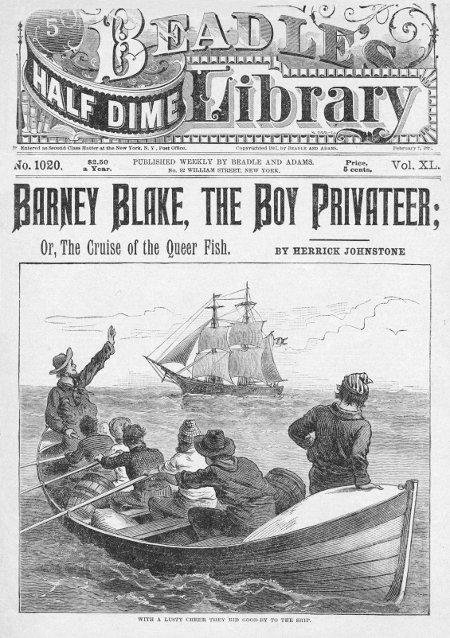 5
BEADLE'S
HALF DIME Library
Entered as Second Class Matter at the New York, N. Y., Post Office. Copyrighted by BEADLE AND ADAMS. February 7,
No. 1020. $2.50 a Year. PUBLISHED WEEKLY BY BEADLE AND ADAMS. Price, 5 cents. Vol. XL.
No. 92 WILLIAM STREET, NEW YORK.
BARNEY BLAKE, THE BOY PRIVATEER;
Or, The Cruise of the Queer Fish. BY HERRICK JOHNSTONE
WITH A LUSTY CHEER THEY BID GOOD-BY TO THE SHIP.